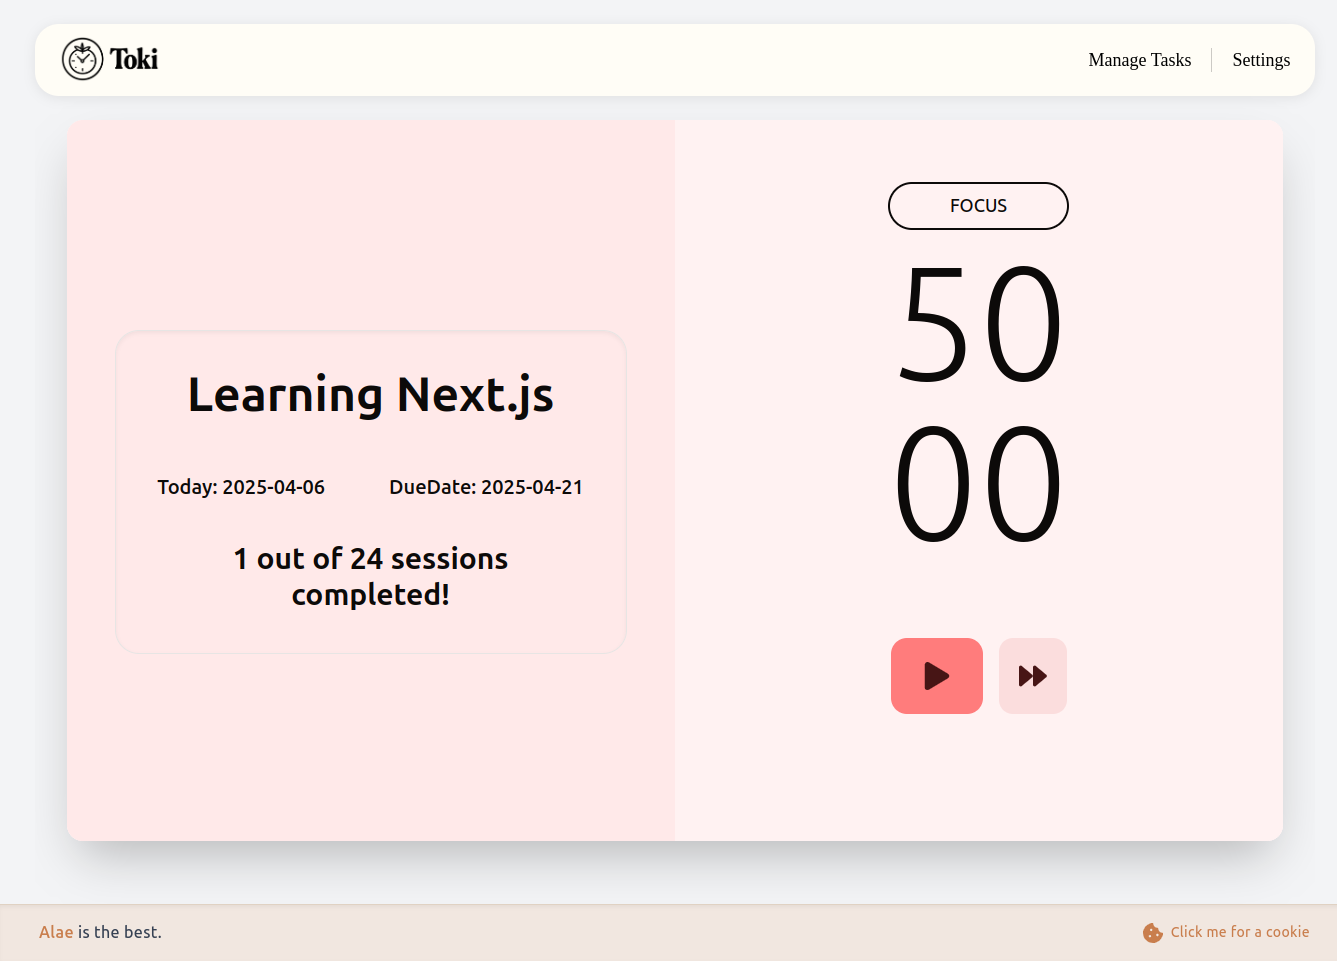 Toki
Manage Tasks
Settings
Learning Next.js
Today: 2025-04-06
DueDate: 2025-04-21
1 out of 24 sessions
completed!
FOCUS
50
00
Alae is the best.
Click me for a cookie